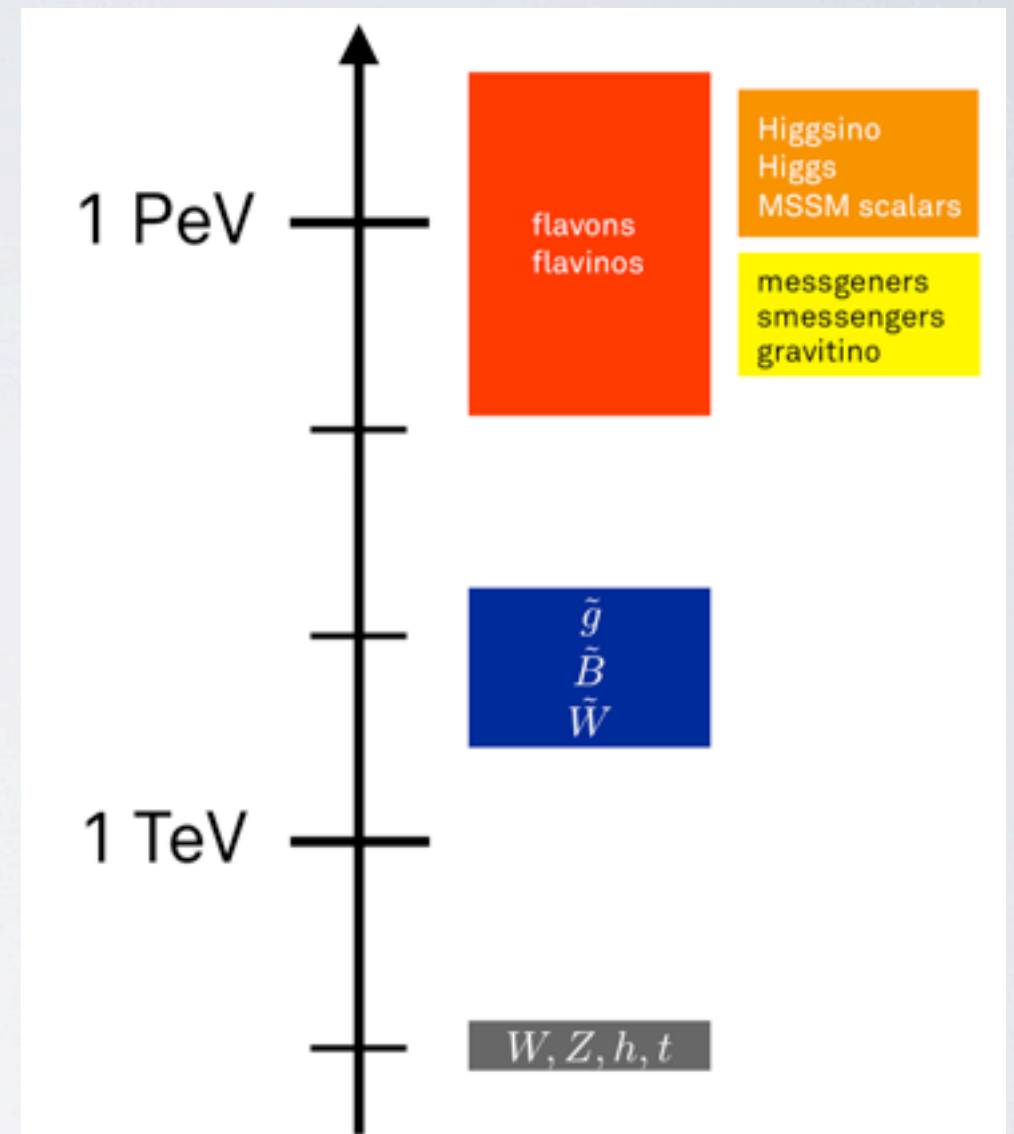 1 PeV
flavons
flavinos
Higgsino
Higgs
MSSM scalars
messgeners
smessengers
gravitino
g̃
B̃
W̃
1 TeV
W, Z, h, t